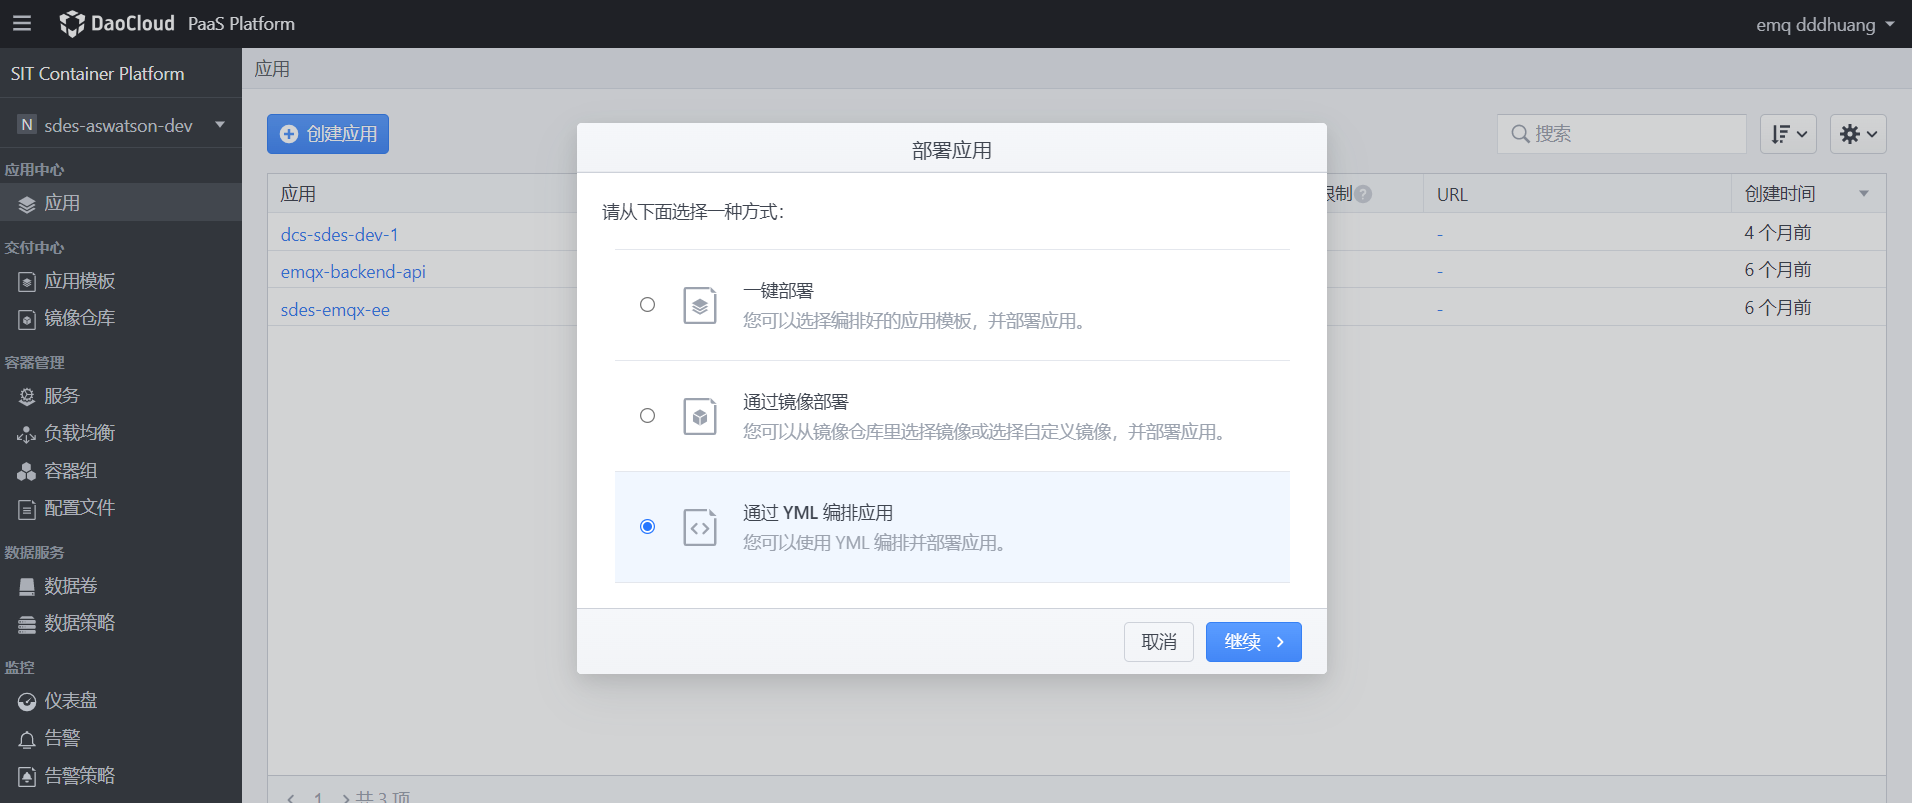 DaoCloud PaaS Platform
emq dddhuang
SIT Container Platform
N sdes-aswatson-dev
应用中心
应用
交付中心
应用模板
镜像仓库
容器管理
服务
负载均衡
容器组
配置文件
数据服务
数据卷
数据策略
监控
仪表盘
告警
告警策略
应用
创建应用
搜索
应用
限制
URL
创建时间
dcs-sdes-dev-1
-
4 个月前
emqx-backend-api
-
6 个月前
sdes-emqx-ee
-
6 个月前
部署应用
请从下面选择一种方式：
一键部署
您可以选择编排好的应用模板，并部署应用。
通过镜像部署
您可以从镜像仓库里选择镜像或选择自定义镜像，并部署应用。
通过 YML 编排应用
您可以使用 YML 编排并部署应用。
取消
继续
1 共 3 项